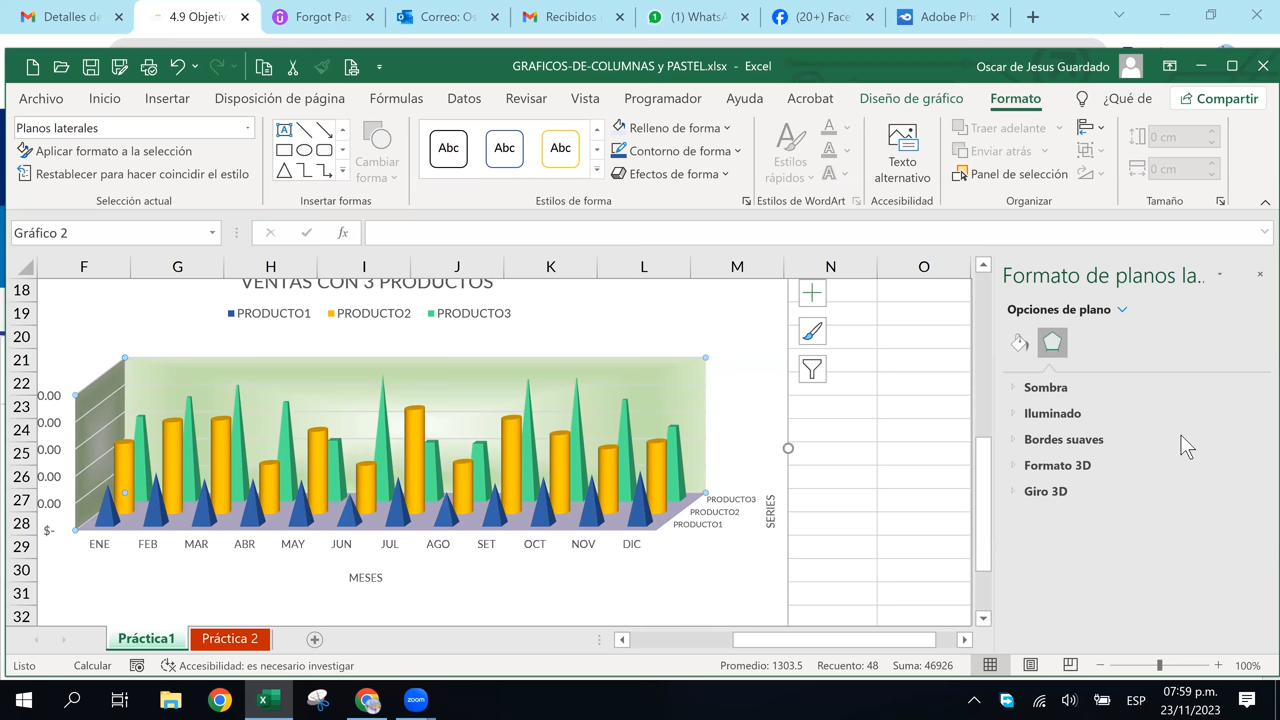 Detalles de
4.9 Objetiv
Forgot Pas
Correo: Os
Recibidos
(1) WhatsA
(20+) Face
Adobe Pho
GRAFICOS-DE-COLUMNAS y PASTEL.xlsx - Excel
Oscar de Jesus Guardado
Archivo Inicio Insertar Disposición de página Fórmulas Datos Revisar Vista Programador Ayuda Acrobat Diseño de gráfico Formato ¿Qué de Compartir
Planos laterales
Aplicar formato a la selección
Restablecer para hacer coincidir el estilo
Selección actual
Cambiar
forma
Insertar formas
Abc Abc Abc
Relleno de forma
Contorno de forma
Efectos de forma
Estilos de forma
Estilos
rápidos
Estilos de WordArt
Texto
alternativo
Accesibilidad
Traer adelante
Enviar atrás
Panel de selección
Organizar
0 cm
0 cm
Tamaño
Gráfico 2
fx
F G H I J K L M N O
18
19
20
21
22
23
24
25
26
27
28
29
30
31
32
VENTAS CON 3 PRODUCTOS
PRODUCTO1 PRODUCTO2 PRODUCTO3
0.00
0.00
0.00
0.00
0.00
$-
PRODUCTO3
PRODUCTO2
PRODUCTO1
SERIES
ENE FEB MAR ABR MAY JUN JUL AGO SET OCT NOV DIC
MESES
Formato de planos la...
Opciones de plano
Sombra
Iluminado
Bordes suaves
Formato 3D
Giro 3D
Práctica1 Práctica 2
Listo Calcular Accesibilidad: es necesario investigar Promedio: 1303.5 Recuento: 48 Suma: 46926 100%
zoom
ESP
07:59 p.m.
23/11/2023